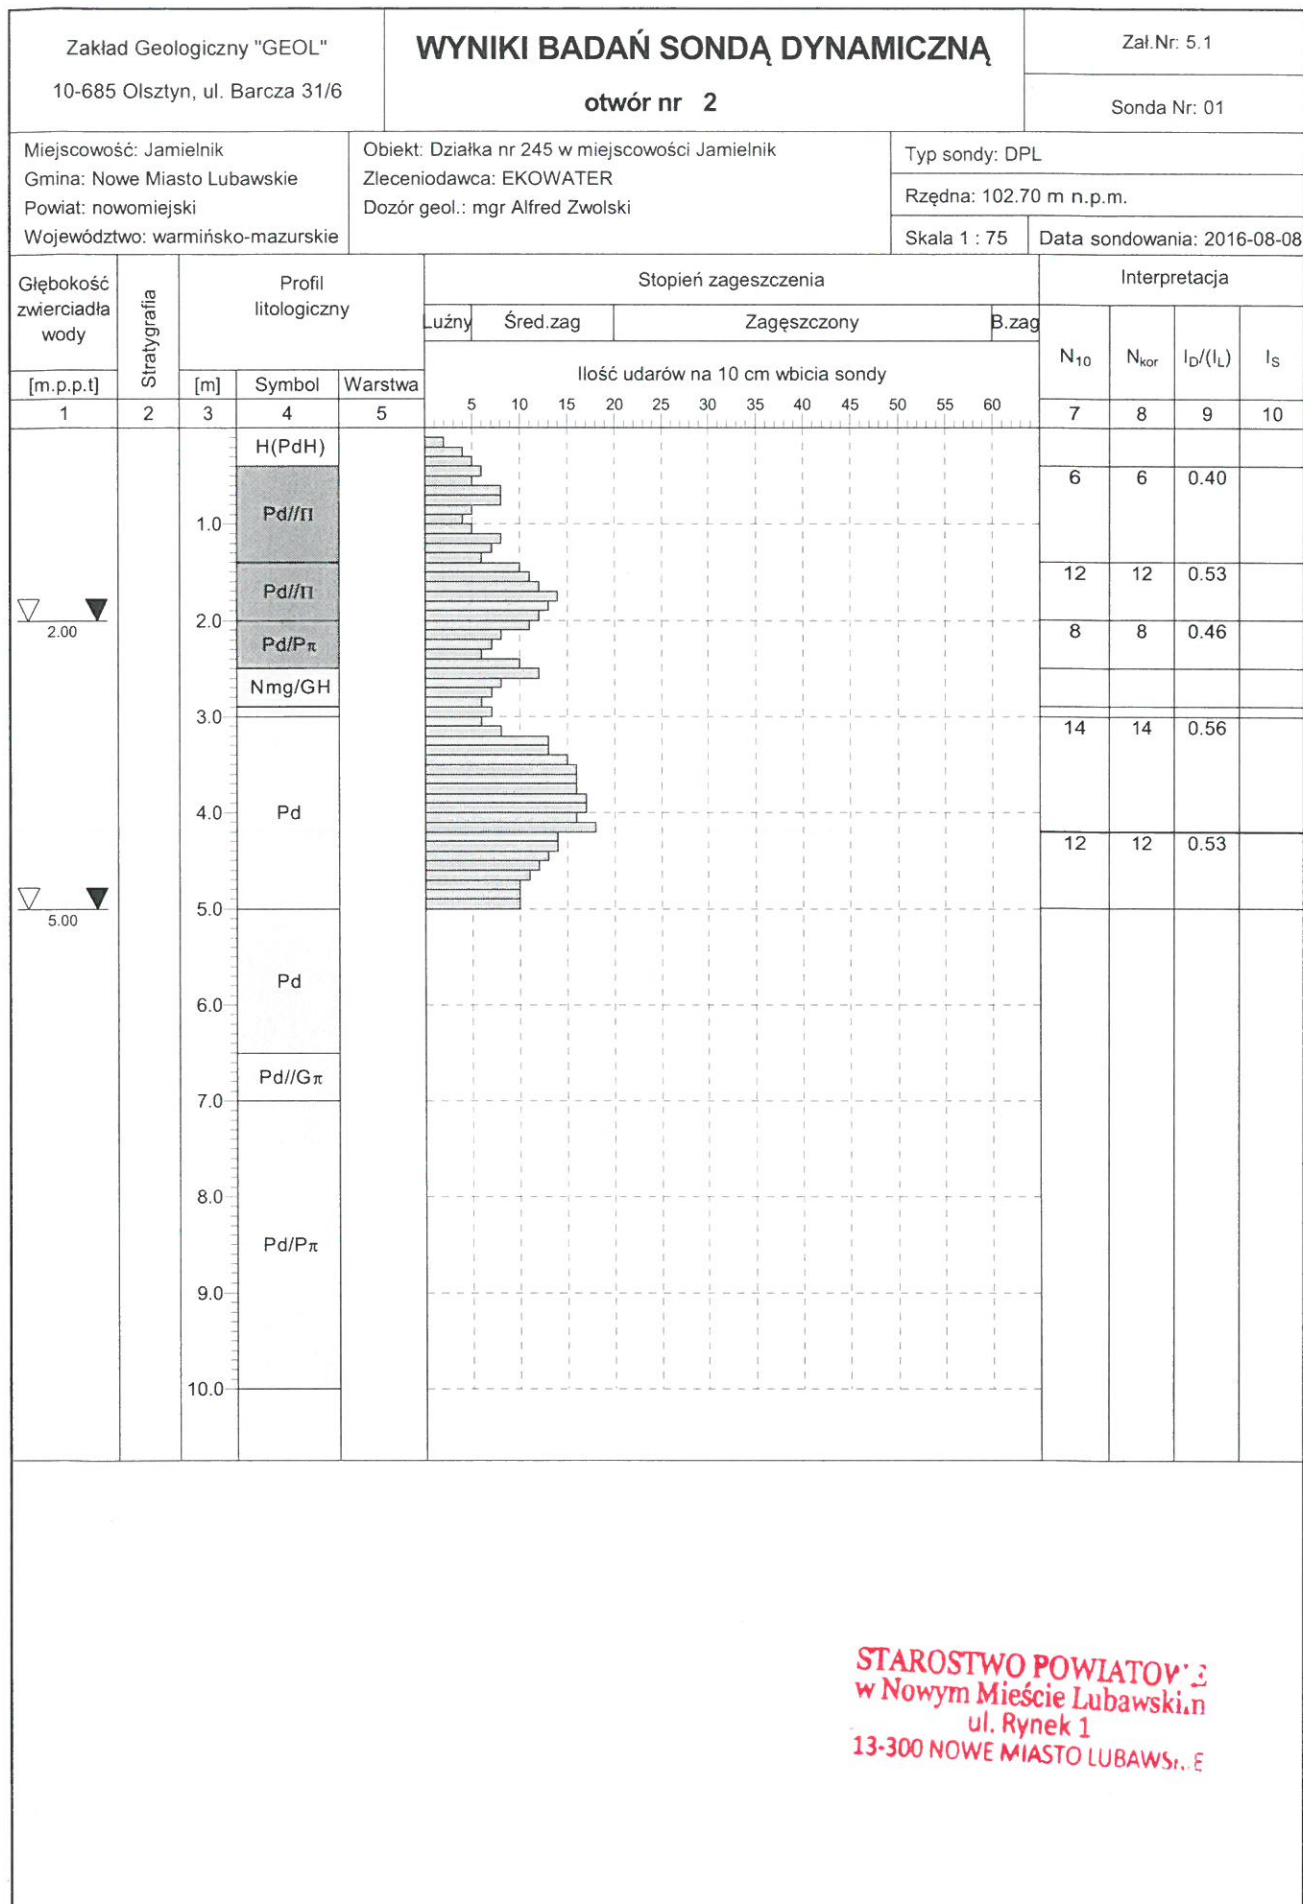 Zakład Geologiczny "GEOL"
10-685 Olsztyn, ul. Barcza 31/6
WYNIKI BADAŃ SONDĄ DYNAMICZNĄ
otwór nr 2
Zał.Nr: 5.1
Sonda Nr: 01
Miejscowość: Jamielnik
Gmina: Nowe Miasto Lubawskie
Powiat: nowomiejski
Województwo: warmińsko-mazurskie
Obiekt: Działka nr 245 w miejscowości Jamielnik
Zleceniodawca: EKOWATER
Dozór geol.: mgr Alfred Zwolski
Typ sondy: DPL
Rzędna: 102.70 m n.p.m.
Skala 1 : 75
Data sondowania: 2016-08-08
Głębokość
zwierciadła
wody
[m.p.p.t]
Stratygrafia
Profil
litologiczny
[m] Symbol Warstwa
Stopień zageszczenia
Luźny Śred.zag Zagęszczony B.zag
Ilość udarów na 10 cm wbicia sondy
5 10 15 20 25 30 35 40 45 50 55 60
Interpretacja
N10 Nkor ID/(IL) IS
1 2 3 4 5 7 8 9 10
H(PdH)
6 6 0.40
Pd//Π
1.0
12 12 0.53
Pd//Π
2.00
2.0
8 8 0.46
Pd/Pπ
Nmg/GH
3.0
14 14 0.56
4.0
Pd
12 12 0.53
5.00
5.0
Pd
6.0
Pd//Gπ
7.0
8.0
Pd/Pπ
9.0
10.0
STAROSTWO
w Nowym Mieście
ul. Rynek 1
13-300 NOWE MIASTO